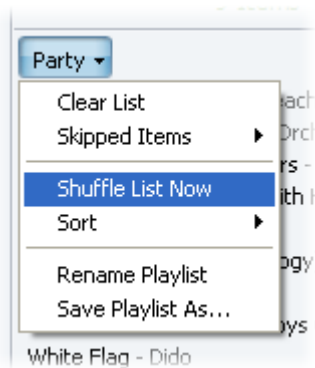 Party
Clear List
Skipped Items
Shuffle List Now
Sort
Rename Playlist
Save Playlist As...
White Flag - Dido